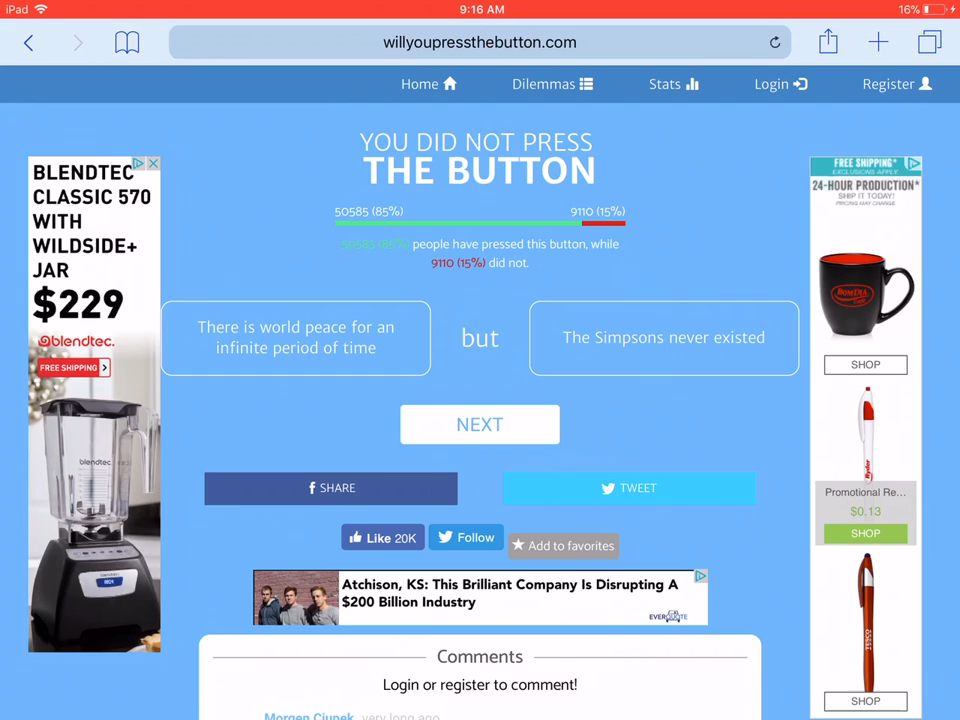 iPad
9:16 AM
16%
willyoupressthebutton.com
Home
Dilemmas
Stats
Login
Register
YOU DID NOT PRESS
THE BUTTON
50585 (85%)
9110 (15%)
50585 (85%) people have pressed this button, while
9110 (15%) did not.
There is world peace for an
infinite period of time
but
The Simpsons never existed
NEXT
SHARE
TWEET
Like 20K
Follow
Add to favorites
Atchison, KS: This Brilliant Company Is Disrupting A
$200 Billion Industry
EVERQUOTE
Comments
Login or register to comment!
Morgen Ciupek very long ago
BLENDTEC
CLASSIC 570
WITH
WILDSIDE+
JAR
$229
blendtec.
FREE SHIPPING
blendtec
FREE SHIPPING*
EXCLUSIONS APPLY
24-HOUR PRODUCTION*
SHIP IT TODAY!
PRICING MAY CHANGE
BOMDIA
SHOP
Ryder
Promotional Re...
$0.13
SHOP
TESCO
SHOP